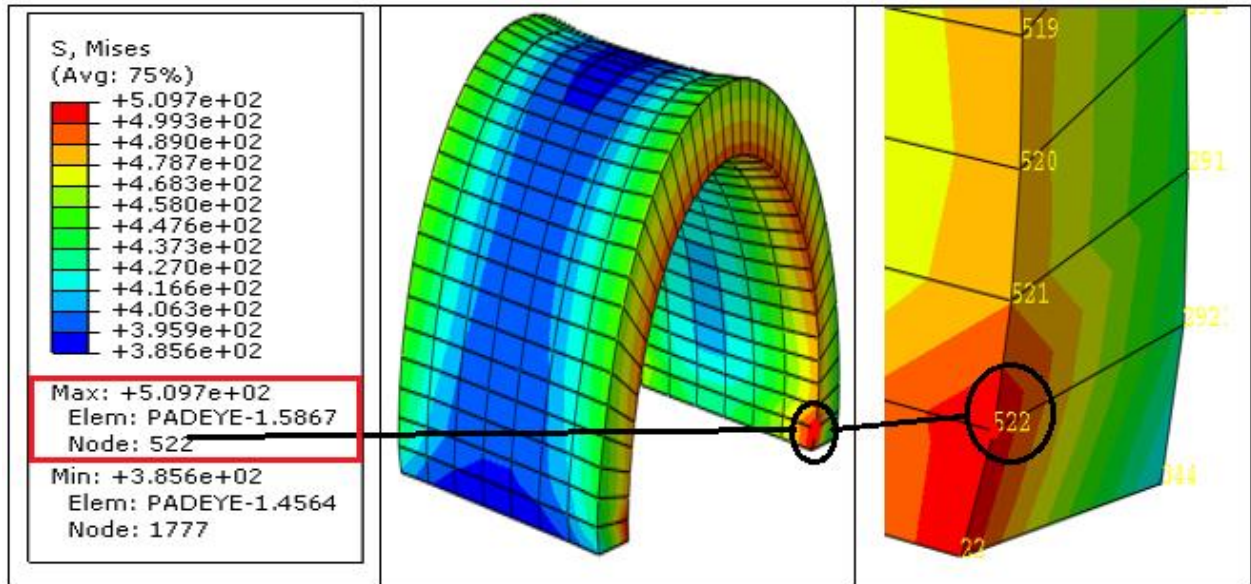 S, Mises
(Avg: 75%)
+5.097e+02
+4.993e+02
+4.890e+02
+4.787e+02
+4.683e+02
+4.580e+02
+4.476e+02
+4.373e+02
+4.270e+02
+4.166e+02
+4.063e+02
+3.959e+02
+3.856e+02
Max: +5.097e+02
Elem: PADEYE-1.5867
Node: 522
Min: +3.856e+02
Elem: PADEYE-1.4564
Node: 1777
519
520
291
521
292
522
22